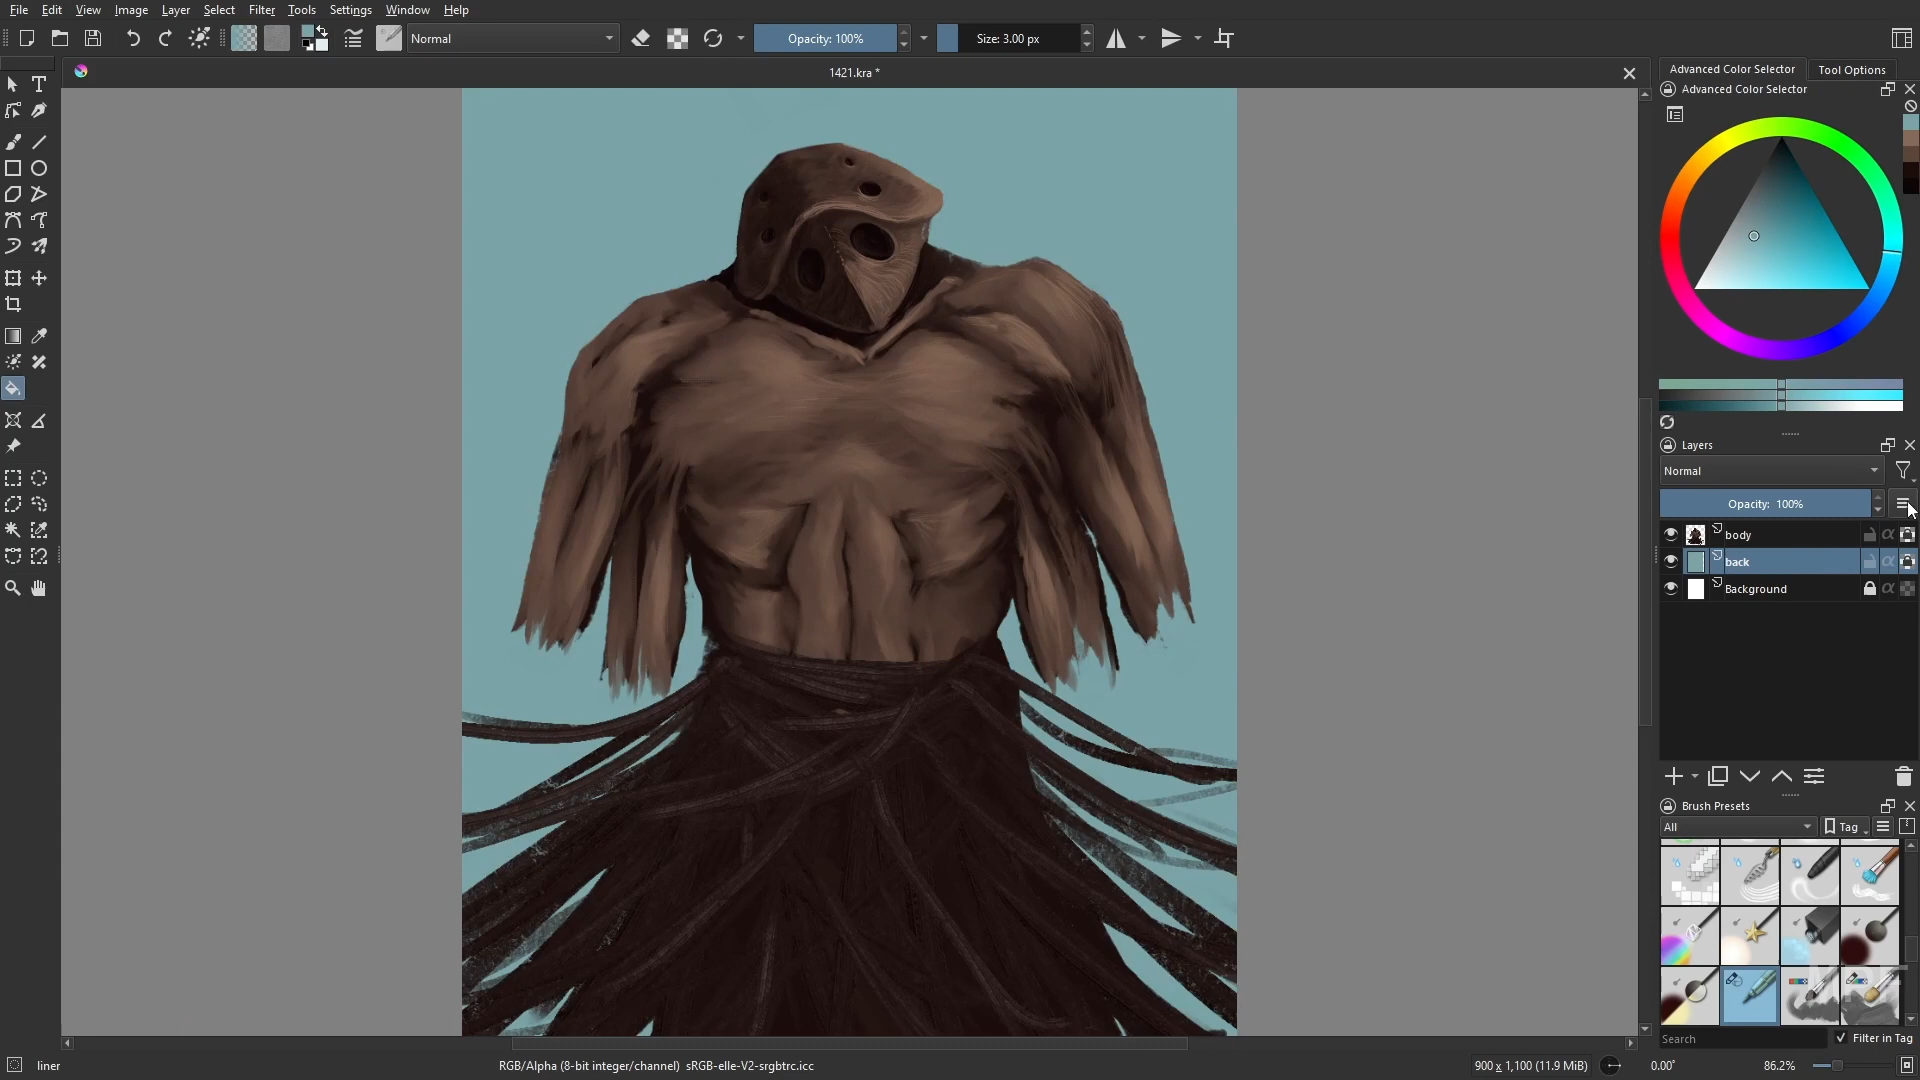 File Edit View Image Layer Select Filter Tools Settings Window Help
Normal
Opacity: 100%
Size: 3.00 px
1421.kra *
Advanced Color Selector
Tool Options
Advanced Color Selector
Layers
Normal
Opacity: 100%
body
back
Background
Brush Presets
All
Tag
Search
Filter in Tag
liner
RGB/Alpha (8-bit integer/channel) sRGB-elle-V2-srgbtrc.icc
900 x 1,100 (11.9 MiB)
0.00°
86.2%